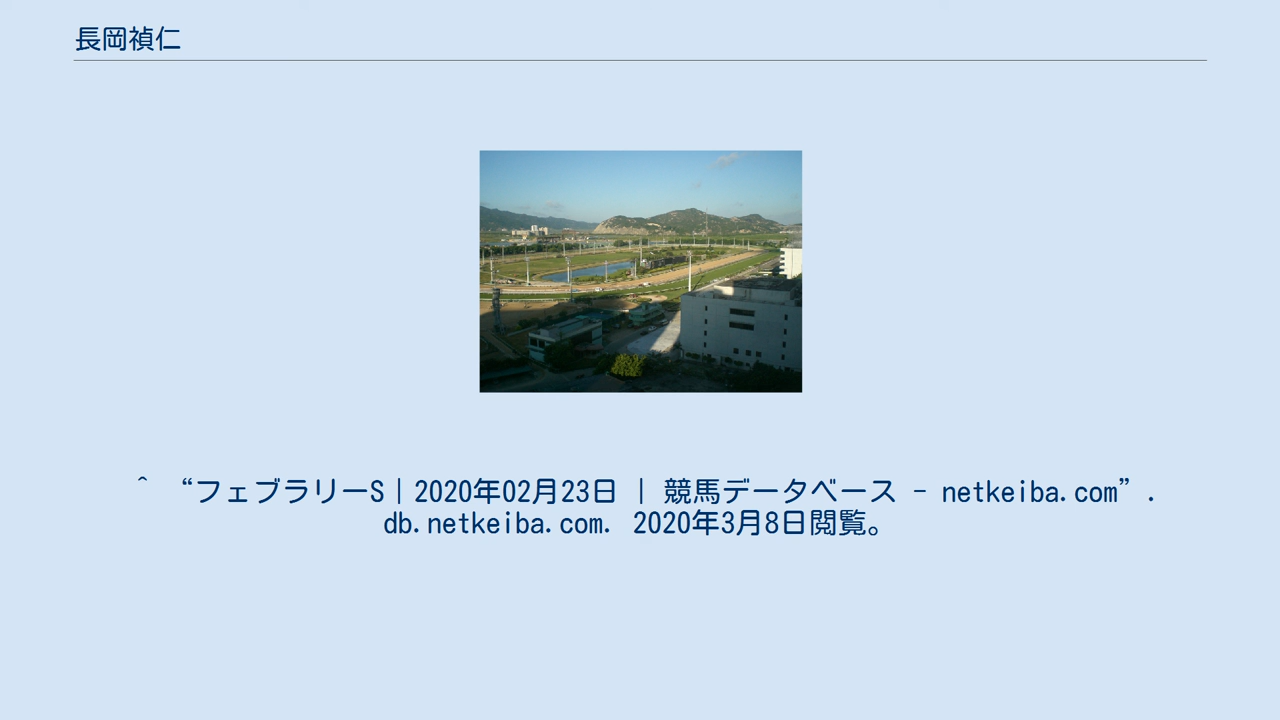 長岡禎仁
^ “フェブラリーS｜2020年02月23日 | 競馬データベース - netkeiba.com”.
db.netkeiba.com. 2020年3月8日閲覧。